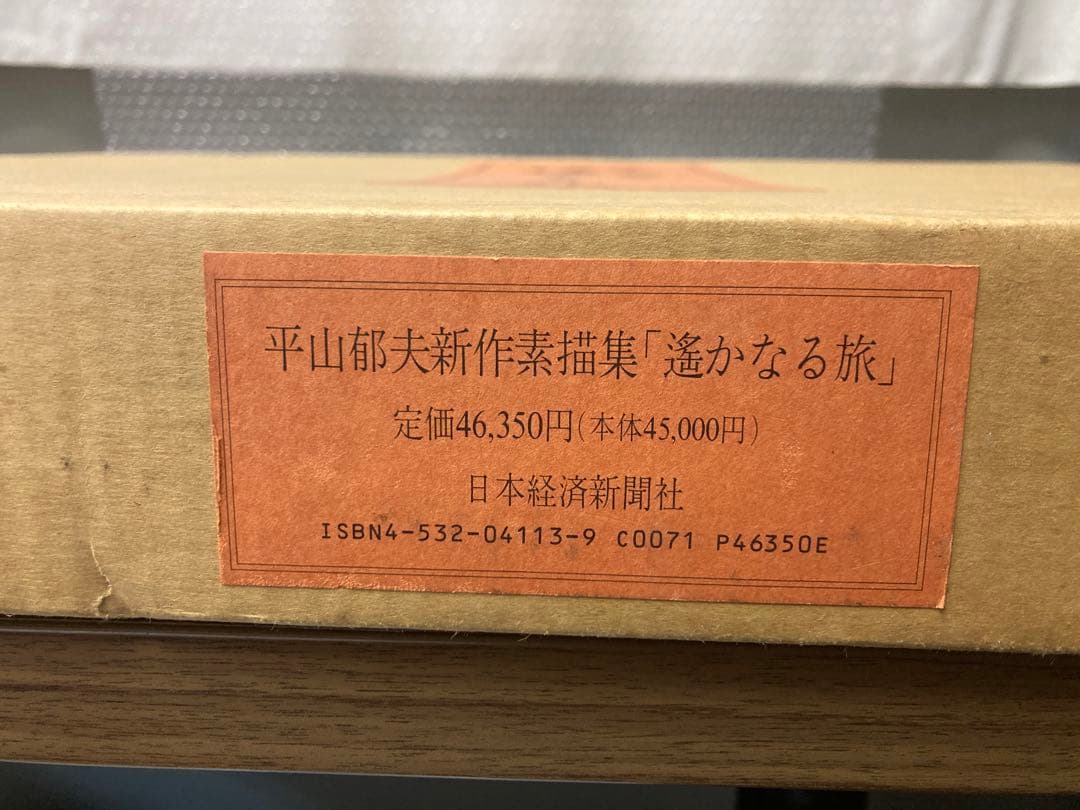 平山郁夫新作素描集「遙かなる旅」
定価46,350円(本体45,000円)
日本経済新聞社
ISBN4-532-04113-9 C0071 P46350E